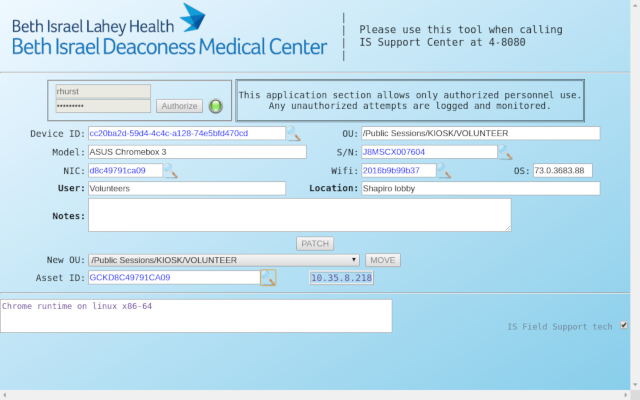 Beth Israel Lahey Health
Beth Israel Deaconess Medical Center
Please use this tool when calling
IS Support Center at 4-8080
rhurst
•••••••••
Authorize
This application section allows only authorized personnel use.
Any unauthorized attempts are logged and monitored.
Device ID: cc20ba2d-59d4-4c4c-a128-74e5bfd470cd OU: /Public Sessions/KIOSK/VOLUNTEER
Model: ASUS Chromebox 3 S/N: J8MSCX007604
NIC: d8c49791ca09 Wifi: 2016b9b99b37 OS: 73.0.3683.88
User: Volunteers Location: Shapiro lobby
Notes:
PATCH
New OU: /Public Sessions/KIOSK/VOLUNTEER MOVE
Asset ID: GCKD8C49791CA09 10.35.8.218
Chrome runtime on linux x86-64
IS Field Support tech